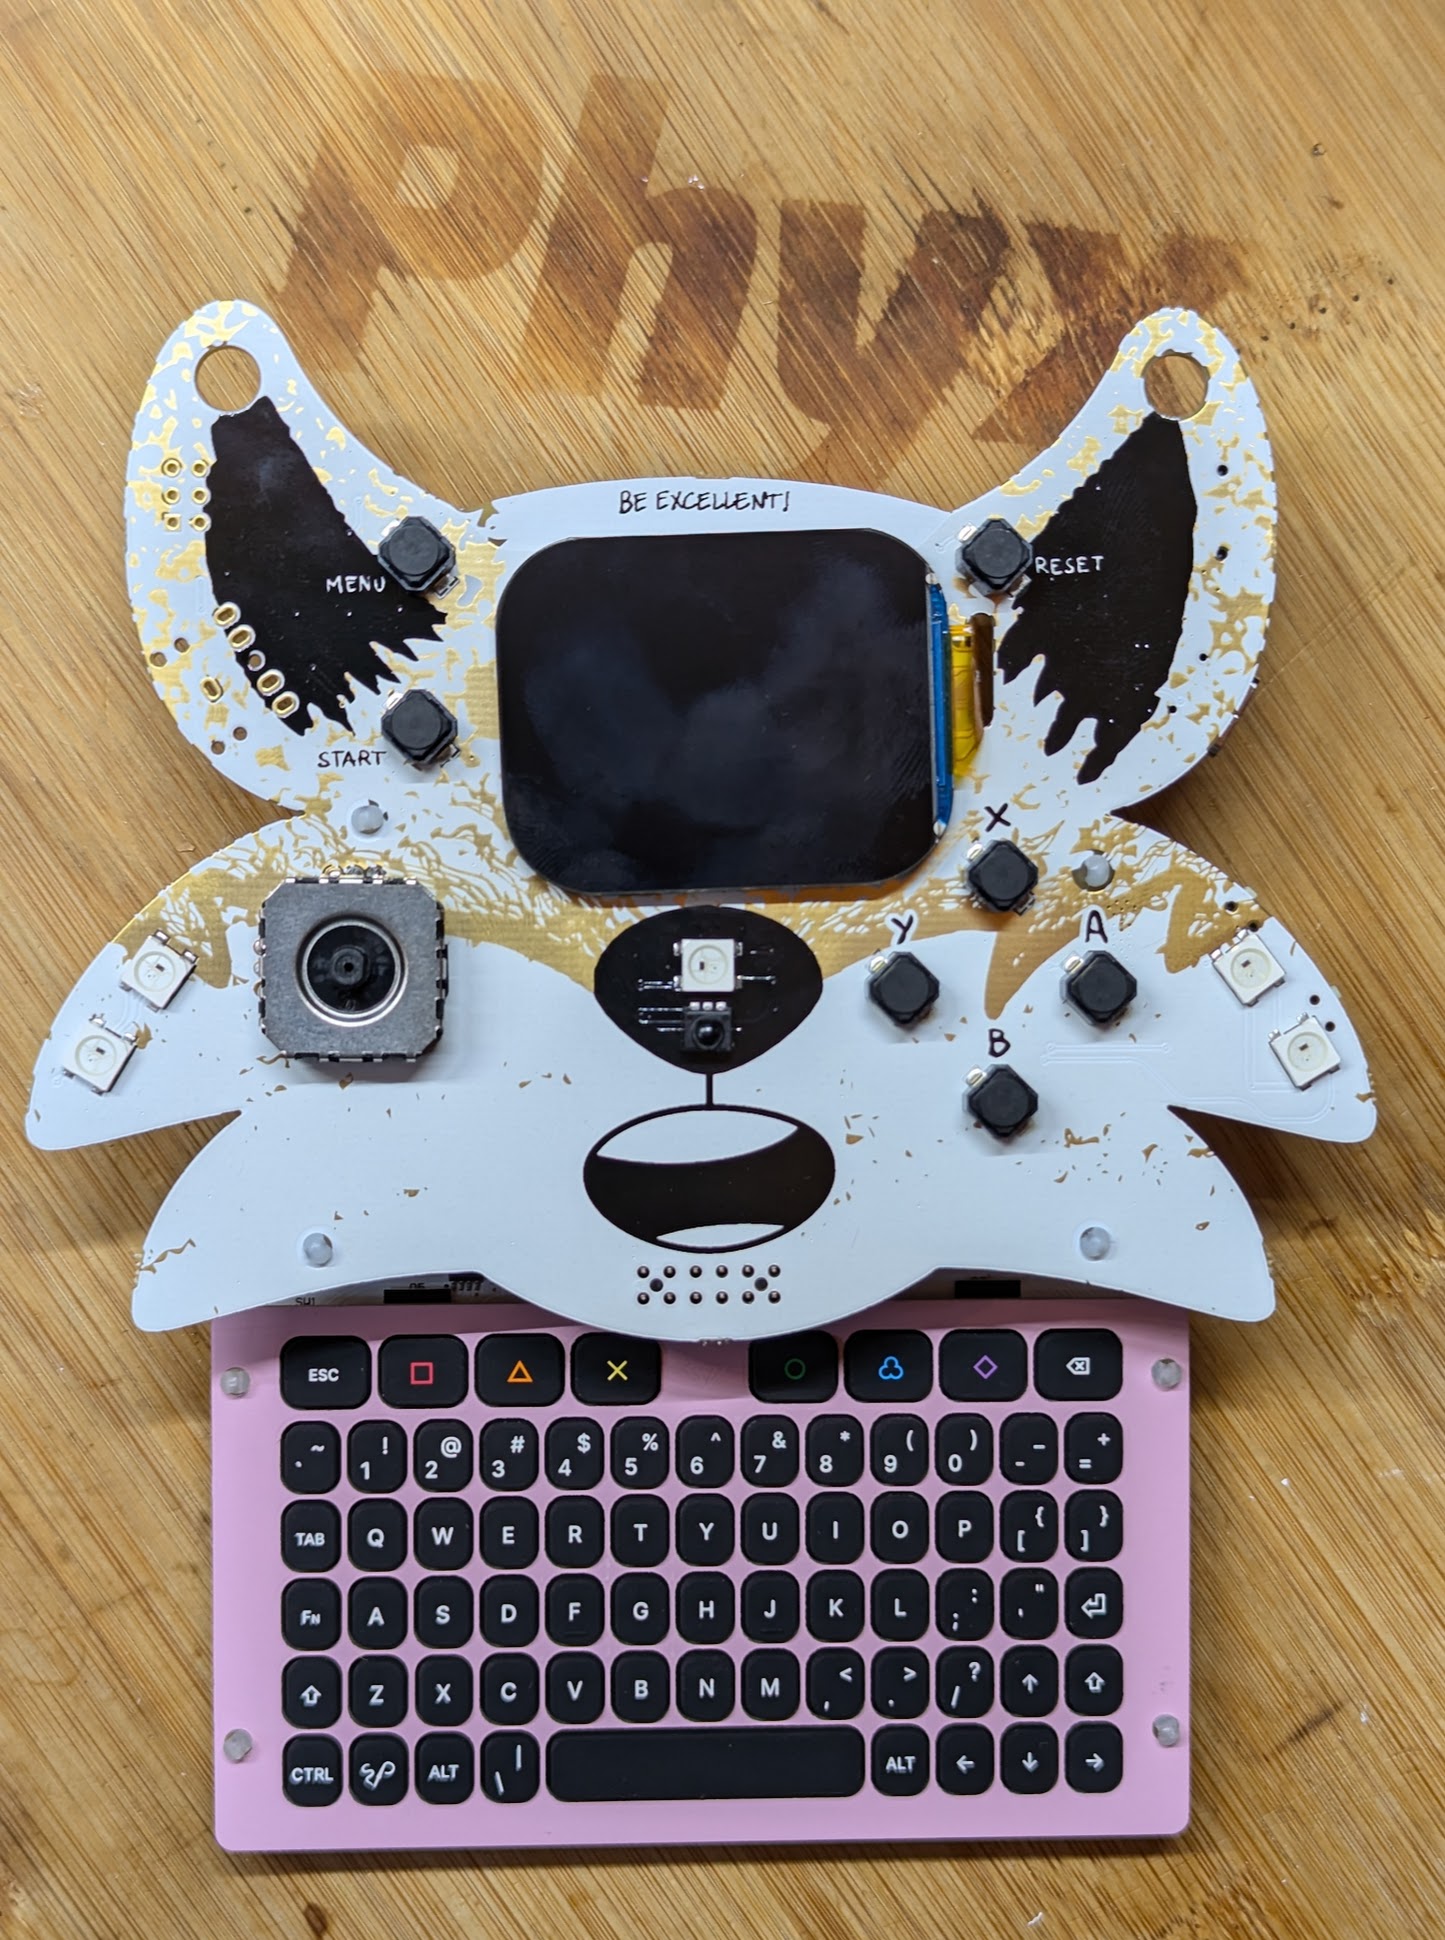 Phyx
BE EXCELLENT!
MENU
RESET
START
X
Y
A
B
SW1
ESC
~ ! @ # $ % ^ & * ( ) _ +
` 1 2 3 4 5 6 7 8 9 0 - =
TAB Q W E R T Y U I O P [ { ] }
FN A S D F G H J K L ; : ' "
Z X C V B N M , < . > / ? ↑
CTRL ALT \ | ALT ← ↓ →